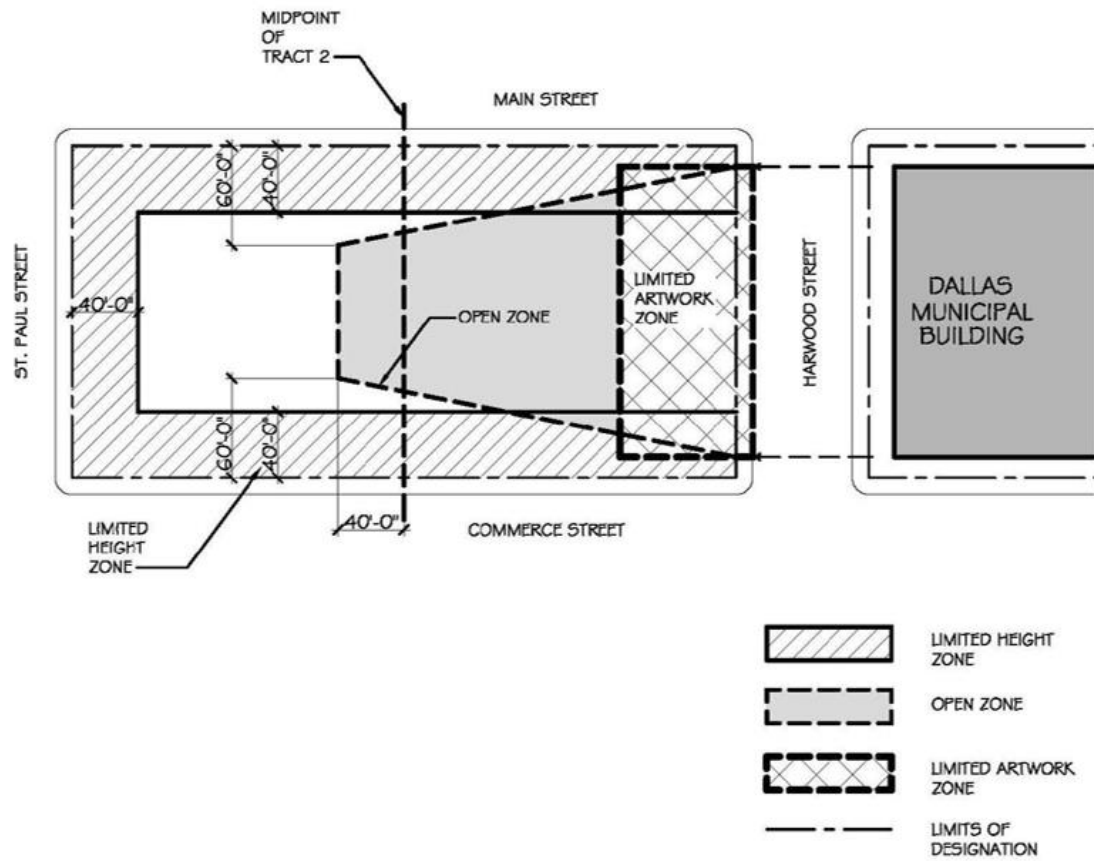 MIDPOINT
OF
TRACT 2
MAIN STREET
60'-0"
40'-0"
ST. PAUL STREET
40'-0"
OPEN ZONE
LIMITED
ARTWORK
ZONE
HARWOOD STREET
DALLAS
MUNICIPAL
BUILDING
60'-0"
40'-0"
40'-0"
COMMERCE STREET
LIMITED
HEIGHT
ZONE
LIMITED HEIGHT
ZONE
OPEN ZONE
LIMITED ARTWORK
ZONE
LIMITS OF
DESIGNATION